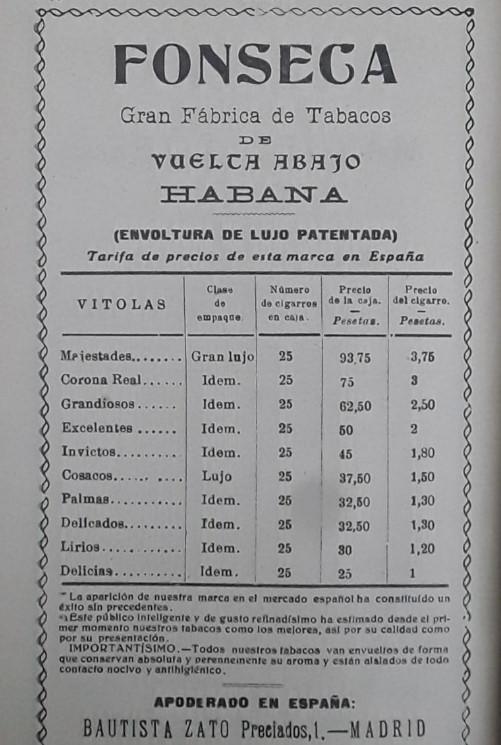 FONSECA
Gran Fábrica de Tabacos
DE
VUELTA ABAJO
HABANA
(ENVOLTURA DE LUJO PATENTADA)
Tarifa de precios de esta marca en España
VITOLAS Clase de empaque. Número de cigarros en caja. Precio de la caja. — Pesetas. Precio del cigarro. — Pesetas.
Majestades........ Gran lujo 25 93,75 3,75
Corona Real...... Idem. 25 75 3
Grandiosos...... Idem. 25 62,50 2,50
Excelentes ...... Idem. 25 50 2
Invictos......... Idem. 25 45 1,80
Cosacos...... .... Lujo 25 37,50 1,50
Palmas.......... Idem. 25 32,50 1,30
Delicados........ Idem. 25 32,50 1,30
Lirios........... Idem. 25 30 1,20
Delicias.......... Idem. 25 25 1
La aparición de nuestra marca en el mercado español ha constituído un
éxito sin precedentes.
Este público inteligente y de gusto refinadísimo ha estimado desde el pri-
mer momento nuestros tabacos como los mejores, así por su calidad como
por su presentación.
IMPORTANTÍSIMO.—Todos nuestros tabacos van envueltos de forma
que conservan absoluta y perennemente su aroma y están aislados de todo
contacto nocivo y antihigiénico.
APODERADO EN ESPAÑA:
BAUTISTA ZATO Preciados, 1.—MADRID